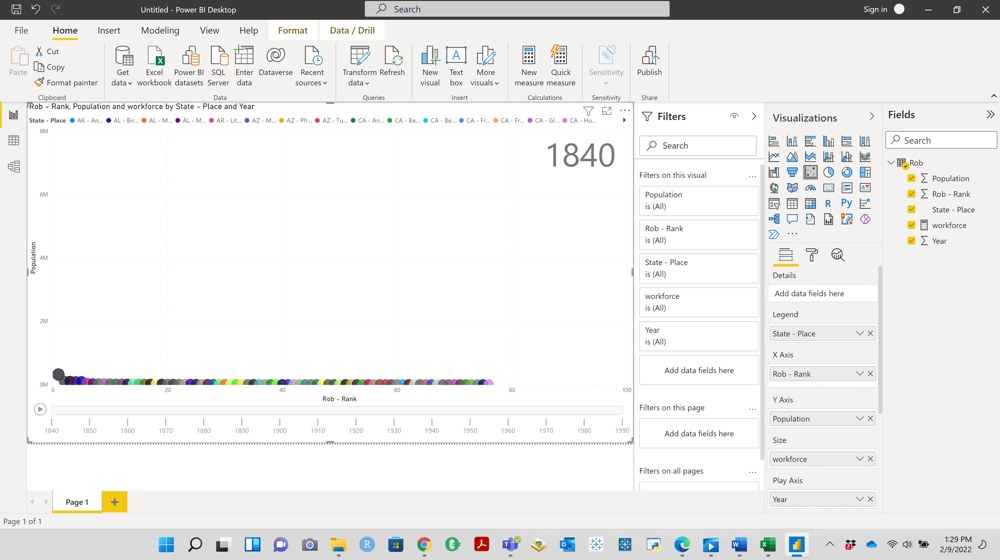 Untitled - Power BI Desktop
Search
Sign in
File
Home
Insert
Modeling
View
Help
Format
Data / Drill
Paste
Cut
Copy
Format painter
Clipboard
Get data
Excel workbook
Power BI datasets
SQL Server
Enter data
Dataverse
Recent sources
Data
Transform data
Refresh
Queries
New visual
Text box
More visuals
Insert
New measure
Quick measure
Calculations
Sensitivity
Sensitivity
Publish
Share
Rob - Rank, Population and workforce by State - Place and Year
State - Place AK - An... AL - Bir... AL - M... AL - M... AR - Lit... AZ - M... AZ - Ph... AZ - Tu... CA - An... CA - Ba... CA - Be... CA - Fr... CA - Fr... CA - Gl... CA - Hu...
1840
8M
6M
4M
2M
0M
Population
0 20 40 60 80 100
Rob - Rank
1840 1850 1860 1870 1880 1890 1900 1910 1920 1930 1940 1950 1960 1970 1980 1990
Filters
Search
Filters on this visual ...
Population
is (All)
Rob - Rank
is (All)
State - Place
is (All)
workforce
is (All)
Year
is (All)
Add data fields here
Filters on this page ...
Add data fields here
Filters on all pages ...
Visualizations
123
R
Py
...
Details
Add data fields here
Legend
State - Place
X Axis
Rob - Rank
Y Axis
Population
Size
workforce
Play Axis
Year
Fields
Search
Rob
Population
Rob - Rank
State - Place
workforce
Year
Page 1
Page 1 of 1
1:29 PM
2/9/2022